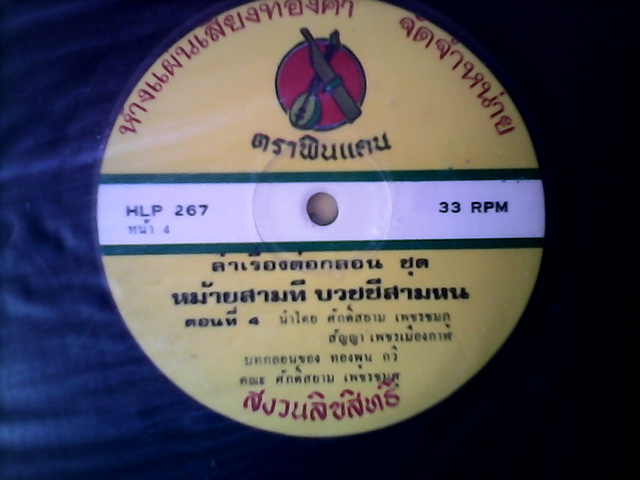 ห้างแผ่นเสียงทองคำ จัดจำหน่าย
ตราพิณแคน
HLP 267
33 RPM
หน้า 4
ลำเรื่องต่อกลอน ชุด
หม้ายสามที บวชชีสามหน
ตอนที่ 4 นำโดย ศักดิ์สยาม เพชรชมภู
สัญญา เพชรเมืองกาฬ
บทกลอนของ ทองพูน กวี
คณะ ศักดิ์สยาม เพชรชมภู
สงวนลิขสิทธิ์